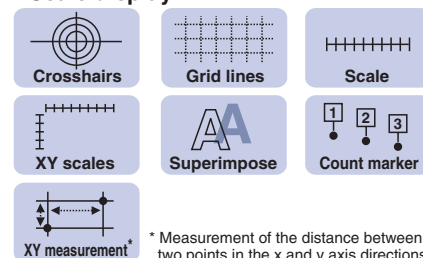 Crosshairs
Grid lines
Scale
XY scales
A A
Superimpose
1 2 3
Count marker
XY measurement*
* Measurement of the distance between
two points in the x and y axis directions